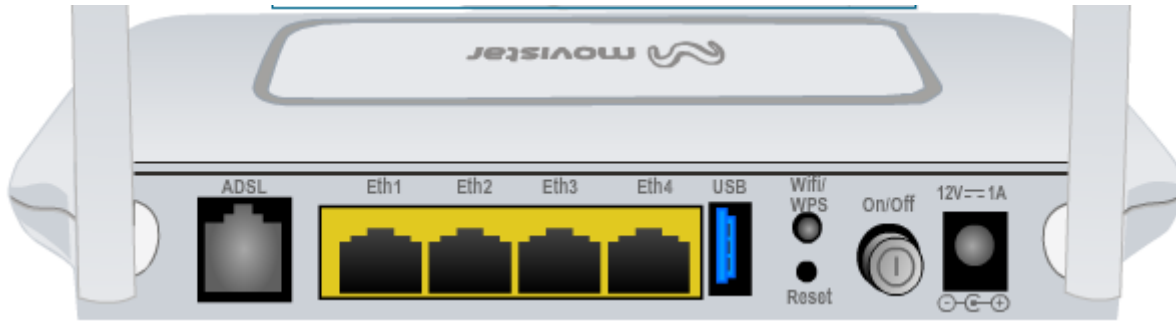 movistar
ADSL Eth1 Eth2 Eth3 Eth4 USB Wifi/
WPS On/Off 12V 1A
Reset